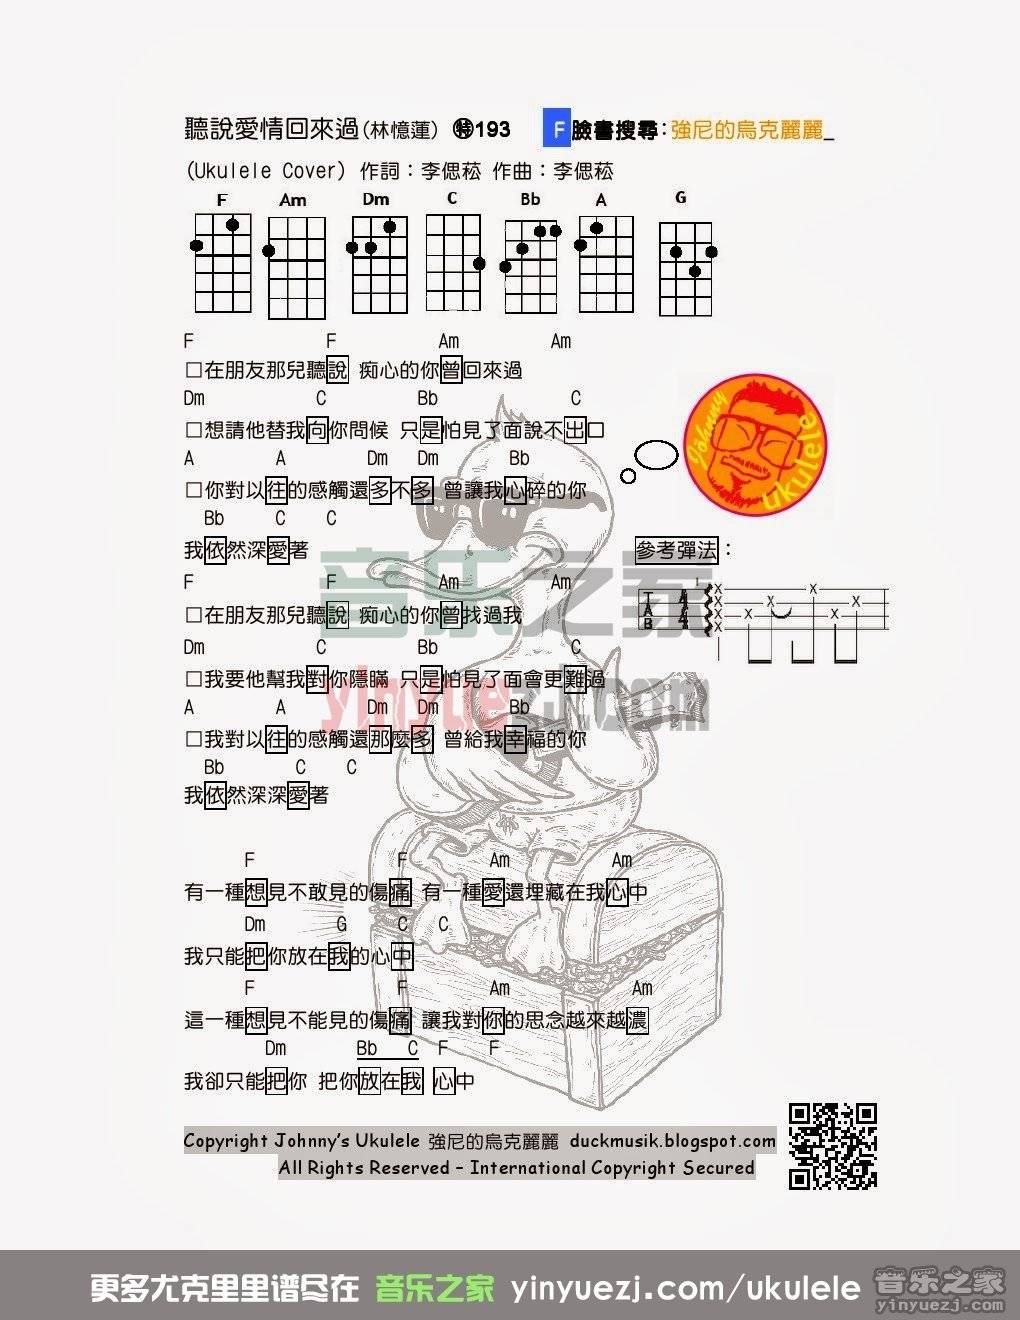 聽說愛情回來過(林憶蓮) 特193 F臉書搜尋:強尼的烏克麗麗_
(Ukulele Cover) 作詞：李偲菘 作曲：李偲菘
F Am Dm C Bb A G
F F Am Am
□在朋友那兒聽說 痴心的你曾回來過
Dm C Bb C
□想請他替我向你問候 只是怕見了面說不出口
A A Dm Dm Bb
□你對以往的感觸還多不多 曾讓我心碎的你
Bb C C
我依然深愛著
F F Am Am
□在朋友那兒聽說 痴心的你曾找過我
Dm C Bb C
□我要他幫我對你隱瞞 只是怕見了面會更難過
A A Dm Dm Bb
□我對以往的感觸還那麼多 曾給我幸福的你
Bb C C
我依然深深愛著
F F Am Am
有一種想見不敢見的傷痛 有一種愛還埋藏在我心中
Dm G C C
我只能把你放在我的心中
F F Am Am
這一種想見不能見的傷痛 讓我對你的思念越來越濃
Dm Bb C F F
我卻只能把你 把你放在我 心中
Johnny ukulele
參考彈法：
1
T A B 4 4
音乐之家
yinyuezj.com
Copyright Johnny's Ukulele 強尼的烏克麗麗 duckmusik.blogspot.com
All Rights Reserved – International Copyright Secured
更多尤克里里谱尽在 音乐之家 yinyuezj.com/ukulele
音乐之家
yinyuezj.com